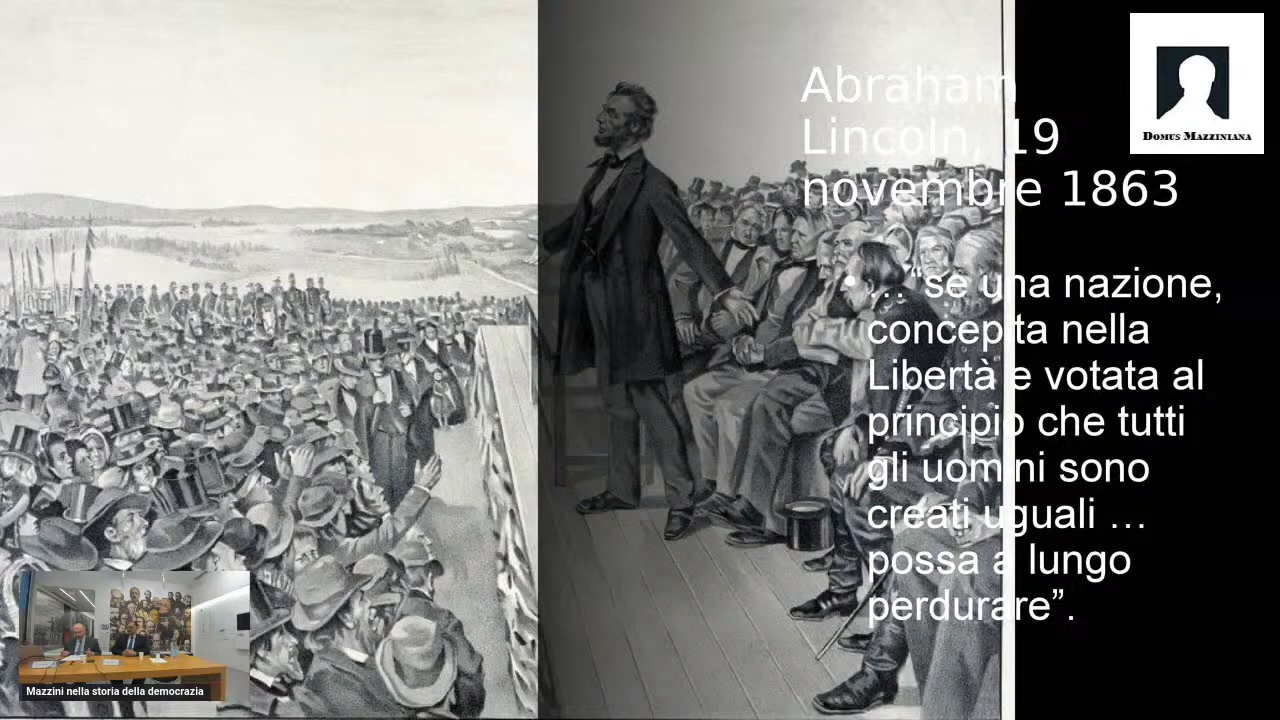 Abraham
Lincoln, 19
novembre 1863
DOMUS MAZZINIANA
• …“se una nazione,
concepita nella
Libertà e votata al
principio che tutti
gli uomini sono
creati uguali …
possa a lungo
perdurare”.
Mazzini nella storia della democrazia